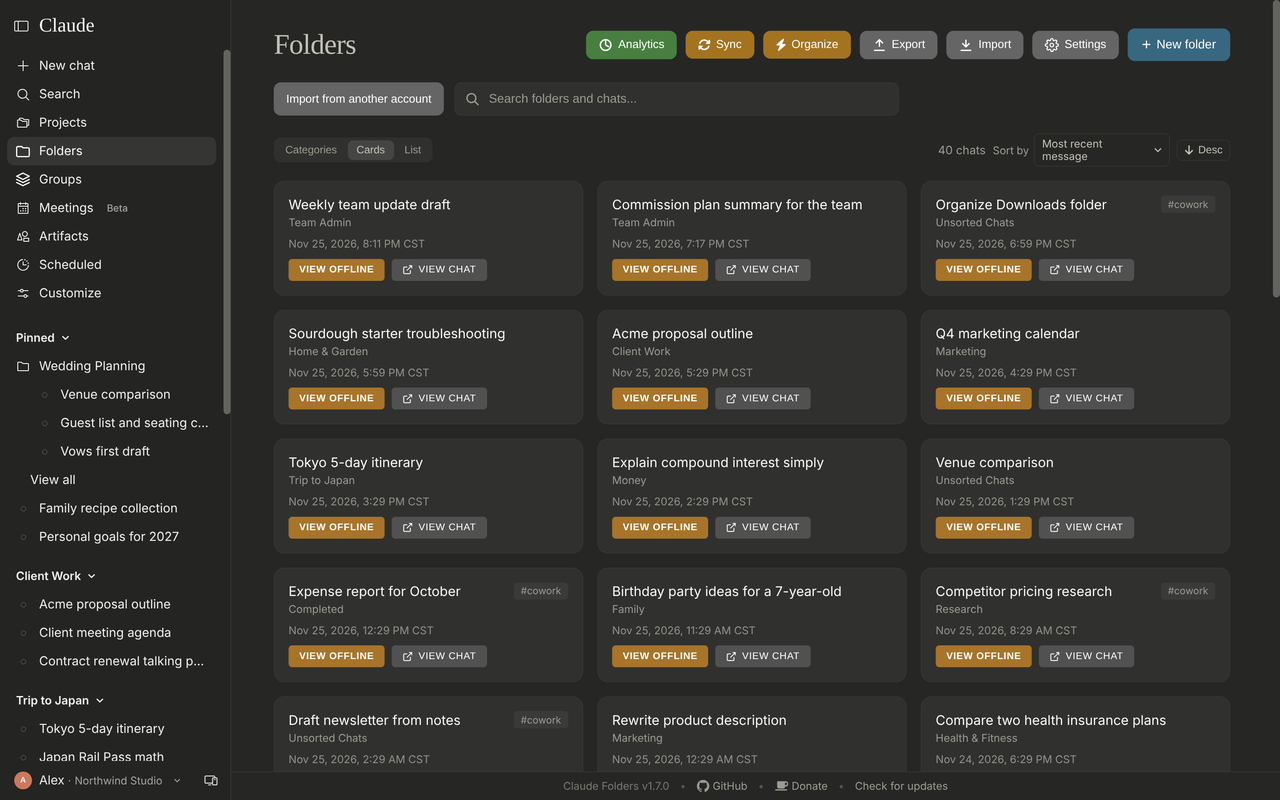 Claude
New chat
Search
Projects
Folders
Groups
Meetings Beta
Artifacts
Scheduled
Customize
Pinned
Wedding Planning
Venue comparison
Guest list and seating c...
Vows first draft
View all
Family recipe collection
Personal goals for 2027
Client Work
Acme proposal outline
Client meeting agenda
Contract renewal talking p...
Trip to Japan
Tokyo 5-day itinerary
Japan Rail Pass math
A Alex · Northwind Studio
Folders
Analytics
Sync
Organize
Export
Import
Settings
+ New folder
Import from another account
Search folders and chats...
Categories Cards List
40 chats Sort by Most recent message Desc
Weekly team update draft
Team Admin
Nov 25, 2026, 8:11 PM CST
VIEW OFFLINE VIEW CHAT
Commission plan summary for the team
Team Admin
Nov 25, 2026, 7:17 PM CST
VIEW OFFLINE VIEW CHAT
Organize Downloads folder #cowork
Unsorted Chats
Nov 25, 2026, 6:59 PM CST
VIEW OFFLINE VIEW CHAT
Sourdough starter troubleshooting
Home & Garden
Nov 25, 2026, 5:59 PM CST
VIEW OFFLINE VIEW CHAT
Acme proposal outline
Client Work
Nov 25, 2026, 5:29 PM CST
VIEW OFFLINE VIEW CHAT
Q4 marketing calendar
Marketing
Nov 25, 2026, 4:29 PM CST
VIEW OFFLINE VIEW CHAT
Tokyo 5-day itinerary
Trip to Japan
Nov 25, 2026, 3:29 PM CST
VIEW OFFLINE VIEW CHAT
Explain compound interest simply
Money
Nov 25, 2026, 2:29 PM CST
VIEW OFFLINE VIEW CHAT
Venue comparison
Unsorted Chats
Nov 25, 2026, 1:29 PM CST
VIEW OFFLINE VIEW CHAT
Expense report for October #cowork
Completed
Nov 25, 2026, 12:29 PM CST
VIEW OFFLINE VIEW CHAT
Birthday party ideas for a 7-year-old
Family
Nov 25, 2026, 11:29 AM CST
VIEW OFFLINE VIEW CHAT
Competitor pricing research #cowork
Research
Nov 25, 2026, 8:29 AM CST
VIEW OFFLINE VIEW CHAT
Draft newsletter from notes #cowork
Unsorted Chats
Nov 25, 2026, 2:29 AM CST
Rewrite product description
Marketing
Nov 25, 2026, 12:29 AM CST
Compare two health insurance plans
Health & Fitness
Nov 24, 2026, 6:29 PM CST
Claude Folders v1.7.0 • GitHub • Donate • Check for updates